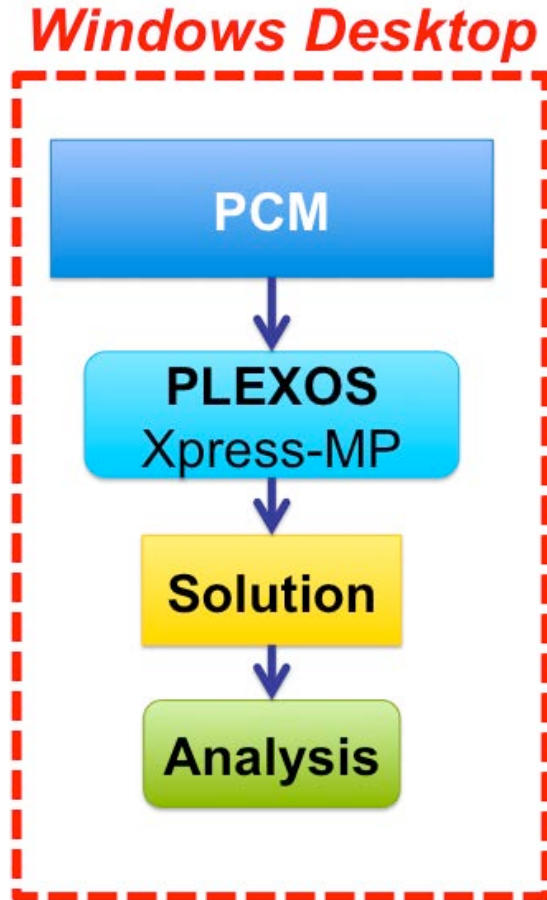 Windows Desktop
PCM
PLEXOS
Xpress-MP
Solution
Analysis